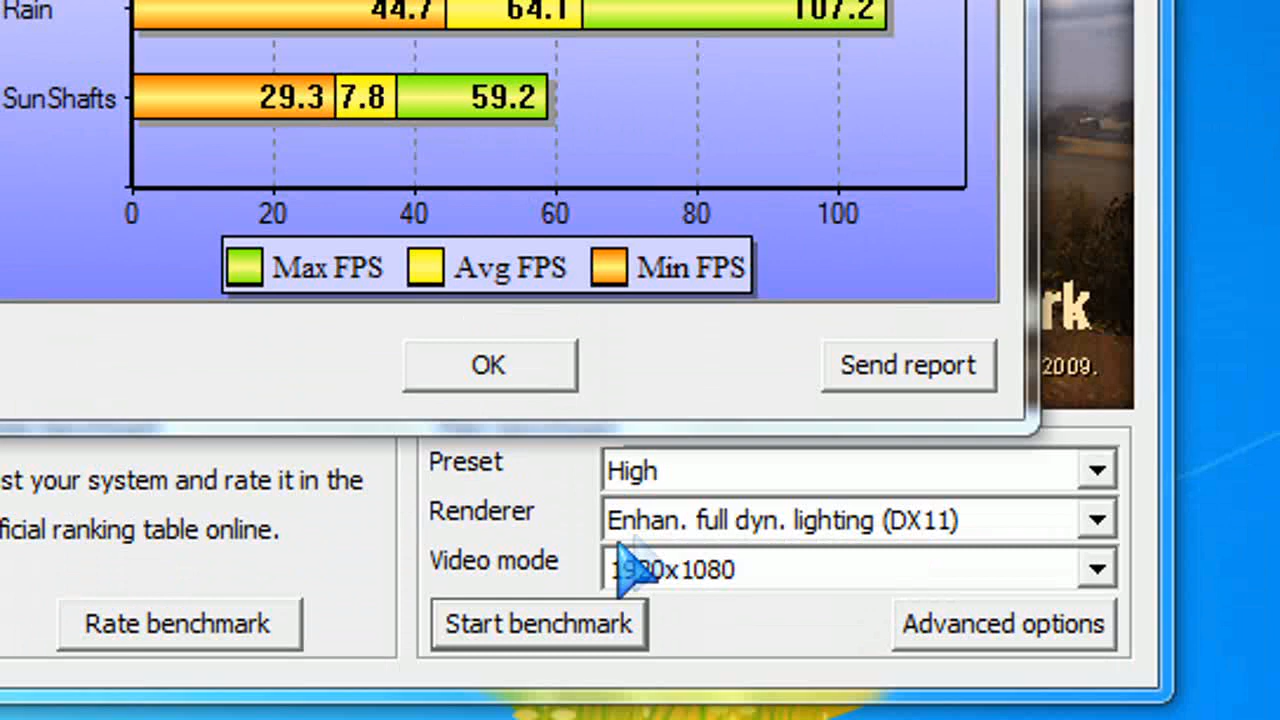 Rain 44.7 64.1 107.2
SunShafts 29.3 7.8 59.2
0 20 40 60 80 100
Max FPS Avg FPS Min FPS
rk
OK Send report
2009.
Preset High
st your system and rate it in the
Renderer Enhan. full dyn. lighting (DX11)
ficial ranking table online.
Video mode 1920x1080
Rate benchmark Start benchmark Advanced options